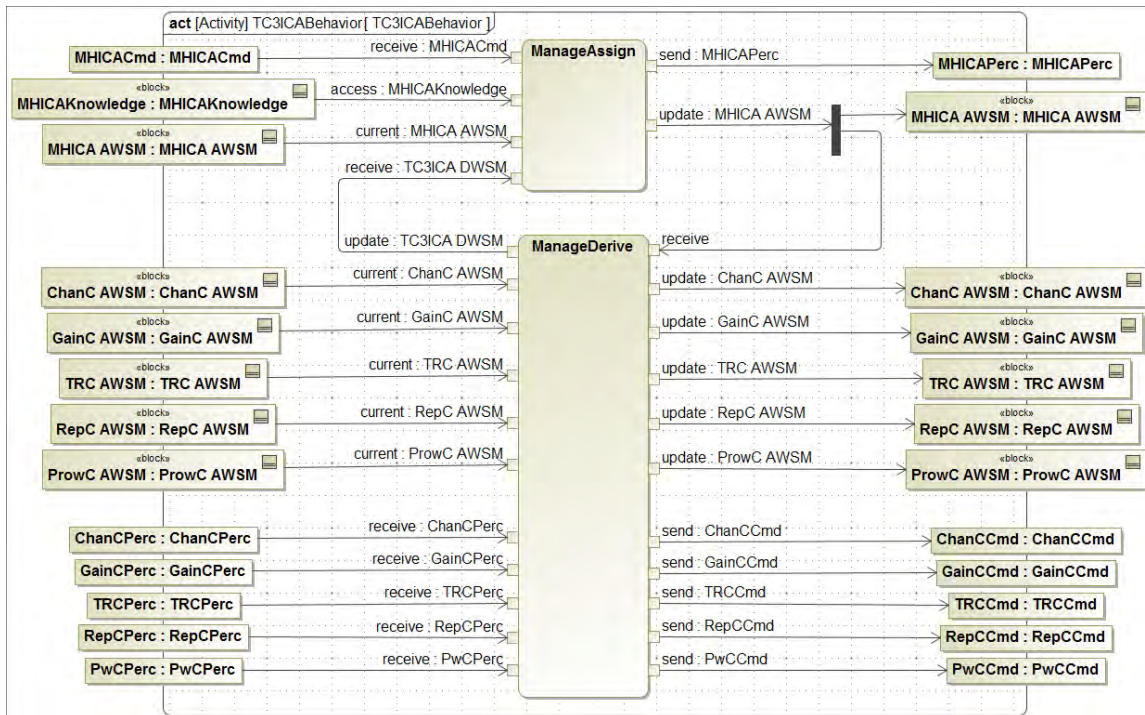 act [Activity] TC3ICABehavior[ TC3ICABehavior ]
MHICACmd : MHICACmd
receive : MHICACmd
ManageAssign
send : MHICAPerc
MHICAPerc : MHICAPerc
«block»
MHICAKnowledge : MHICAKnowledge
access : MHICAKnowledge
update : MHICA AWSM
«block»
MHICA AWSM : MHICA AWSM
«block»
MHICA AWSM : MHICA AWSM
current : MHICA AWSM
receive : TC3ICA DWSM
update : TC3ICA DWSM
ManageDerive
receive
«block»
ChanC AWSM : ChanC AWSM
current : ChanC AWSM
update : ChanC AWSM
«block»
ChanC AWSM : ChanC AWSM
«block»
GainC AWSM : GainC AWSM
current : GainC AWSM
update : GainC AWSM
«block»
GainC AWSM : GainC AWSM
«block»
TRC AWSM : TRC AWSM
current : TRC AWSM
update : TRC AWSM
«block»
TRC AWSM : TRC AWSM
«block»
RepC AWSM : RepC AWSM
current : RepC AWSM
update : RepC AWSM
«block»
RepC AWSM : RepC AWSM
«block»
ProwC AWSM : ProwC AWSM
current : ProwC AWSM
update : ProwC AWSM
«block»
ProwC AWSM : ProwC AWSM
ChanCPerc : ChanCPerc
receive : ChanCPerc
send : ChanCCmd
ChanCCmd : ChanCCmd
GainCPerc : GainCPerc
receive : GainCPerc
send : GainCCmd
GainCCmd : GainCCmd
TRCPerc : TRCPerc
receive : TRCPerc
send : TRCCmd
TRCCmd : TRCCmd
RepCPerc : RepCPerc
receive : RepCPerc
send : RepCCmd
RepCCmd : RepCCmd
PwCPerc : PwCPerc
receive : PwCPerc
send : PwCCmd
PwCCmd : PwCCmd